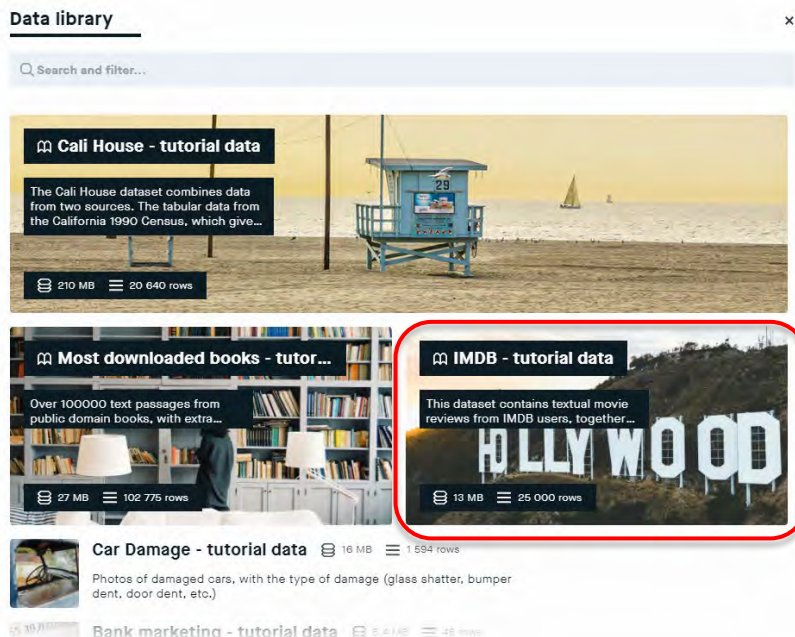 Data library
×
Search and filter...
Cali House - tutorial data
The Cali House dataset combines data
from two sources. The tabular data from
the California 1990 Census, which give...
29
210 MB 20 640 rows
Most downloaded books - tutor...
Over 100000 text passages from
public domain books, with extra...
27 MB 102 775 rows
IMDB - tutorial data
This dataset contains textual movie
reviews from IMDB users, together...
HOLLYWOOD
13 MB 25 000 rows
Car Damage - tutorial data 16 MB 1 594 rows
Photos of damaged cars, with the type of damage (glass shatter, bumper
dent, door dent, etc.)
Bank marketing - tutorial data